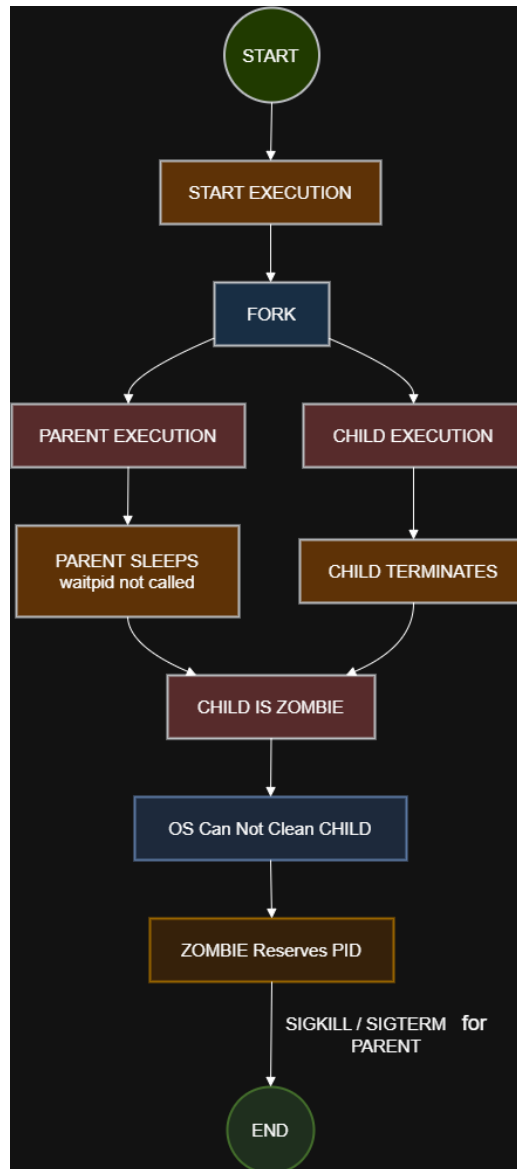 START
START EXECUTION
FORK
PARENT EXECUTION
CHILD EXECUTION
PARENT SLEEPS
waitpid not called
CHILD TERMINATES
CHILD IS ZOMBIE
OS Can Not Clean CHILD
ZOMBIE Reserves PID
SIGKILL / SIGTERM for
PARENT
END